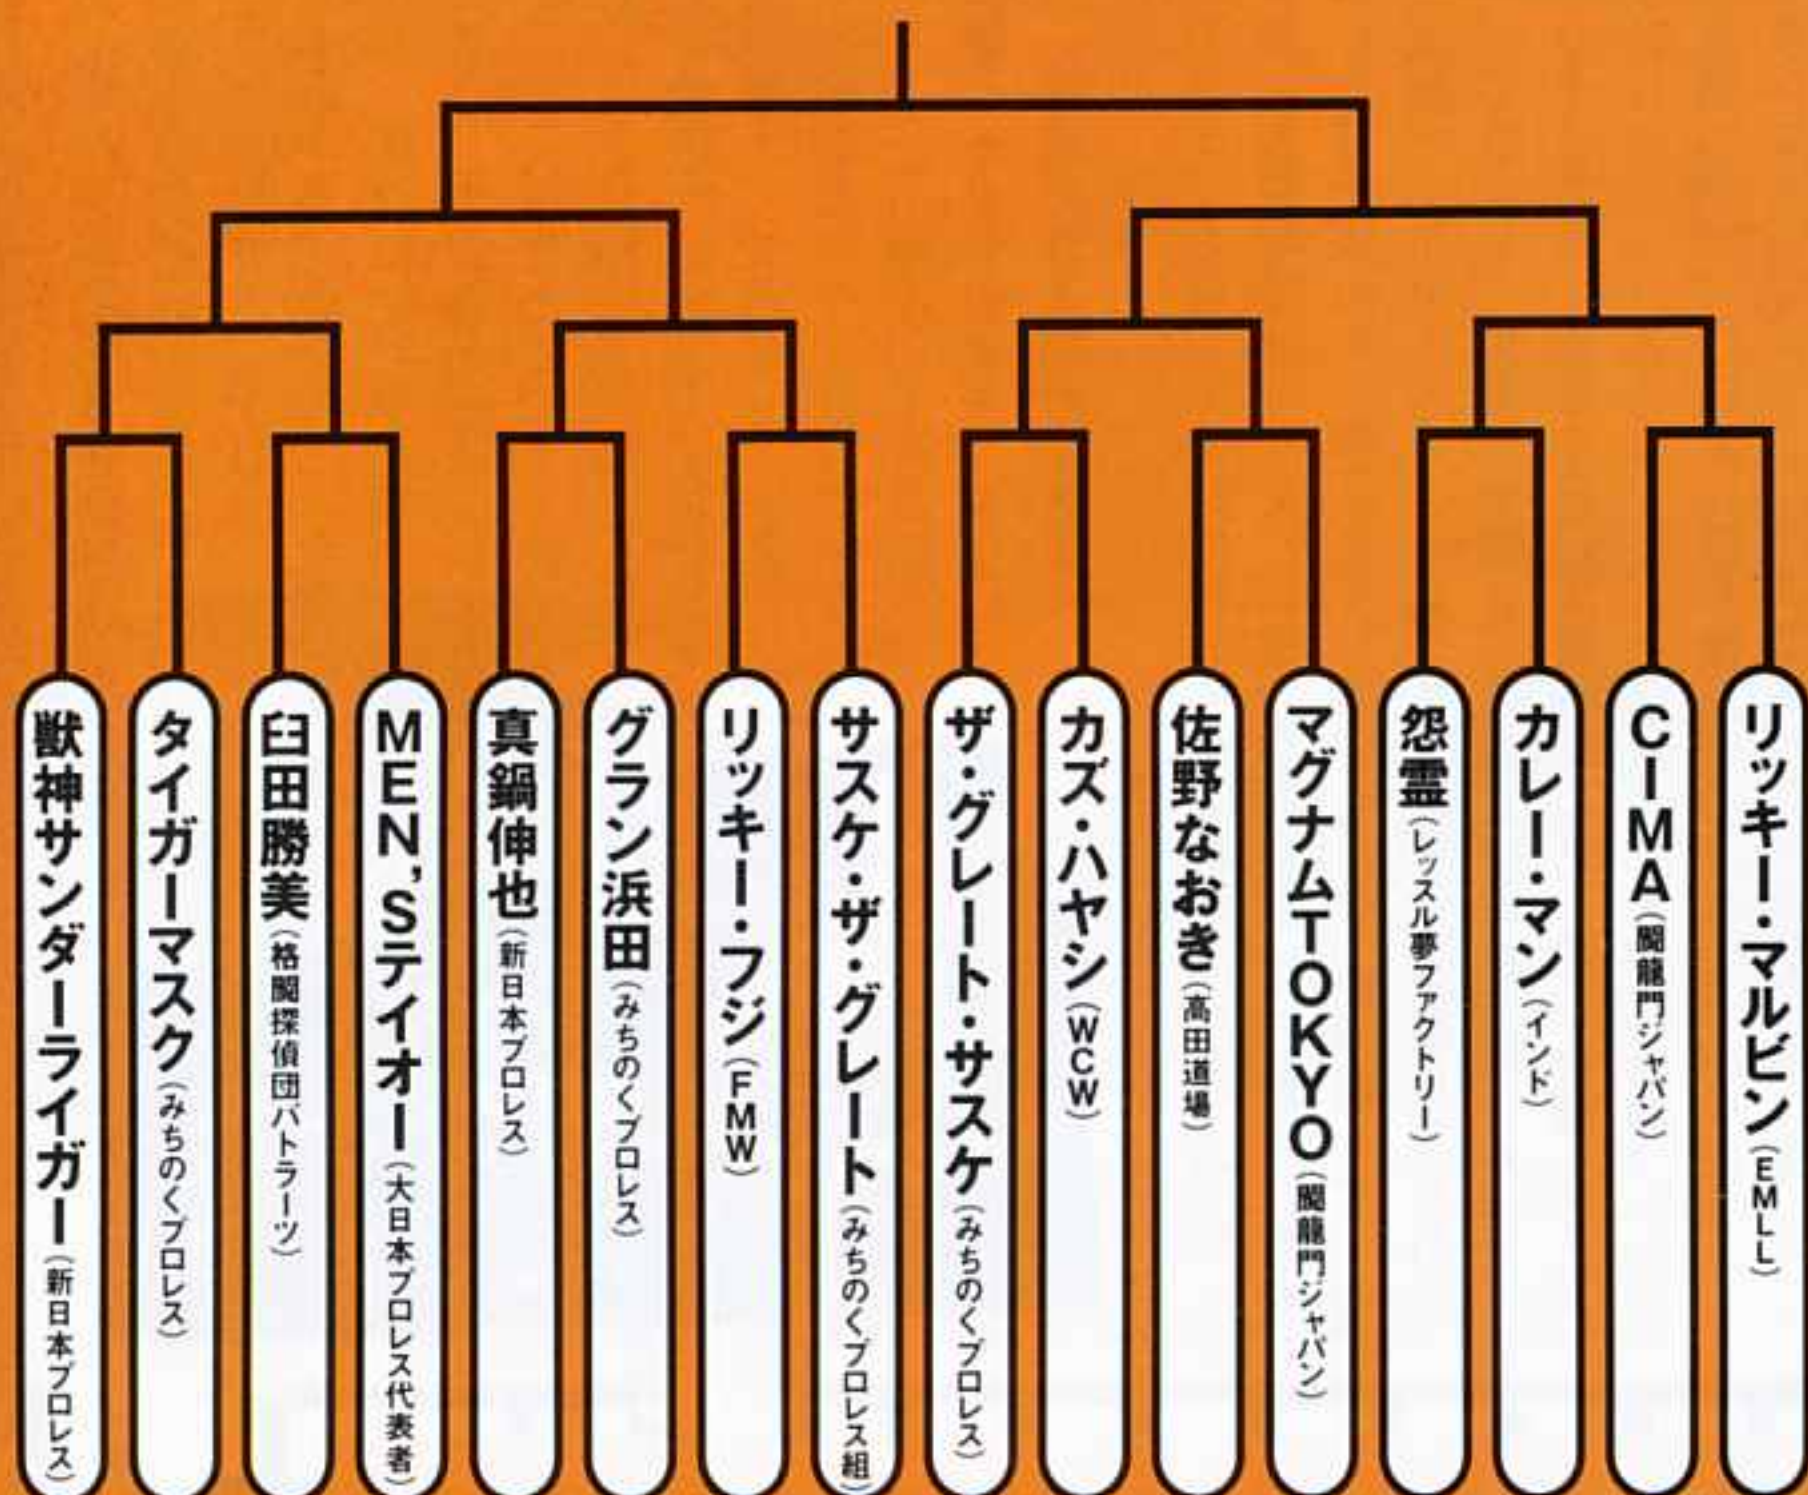 獣神サンダーライガー（新日本プロレス）
タイガーマスク（みちのくプロレス）
臼田勝美（格闘探偵団バトラーツ）
MEN'Sテイオー（大日本プロレス代表者）
真鍋伸也（新日本プロレス）
グラン浜田（みちのくプロレス）
リッキー・フジ（FMW）
サスケ・ザ・グレート（みちのくプロレス組）
ザ・グレート・サスケ（みちのくプロレス）
カズ・ハヤシ（WCW）
佐野なおき（高田道場）
マグナムTOKYO（闘龍門ジャパン）
怨霊（レッスル夢ファクトリー）
カレー・マン（インド）
CIMA（闘龍門ジャパン）
リッキー・マルビン（EMLL）